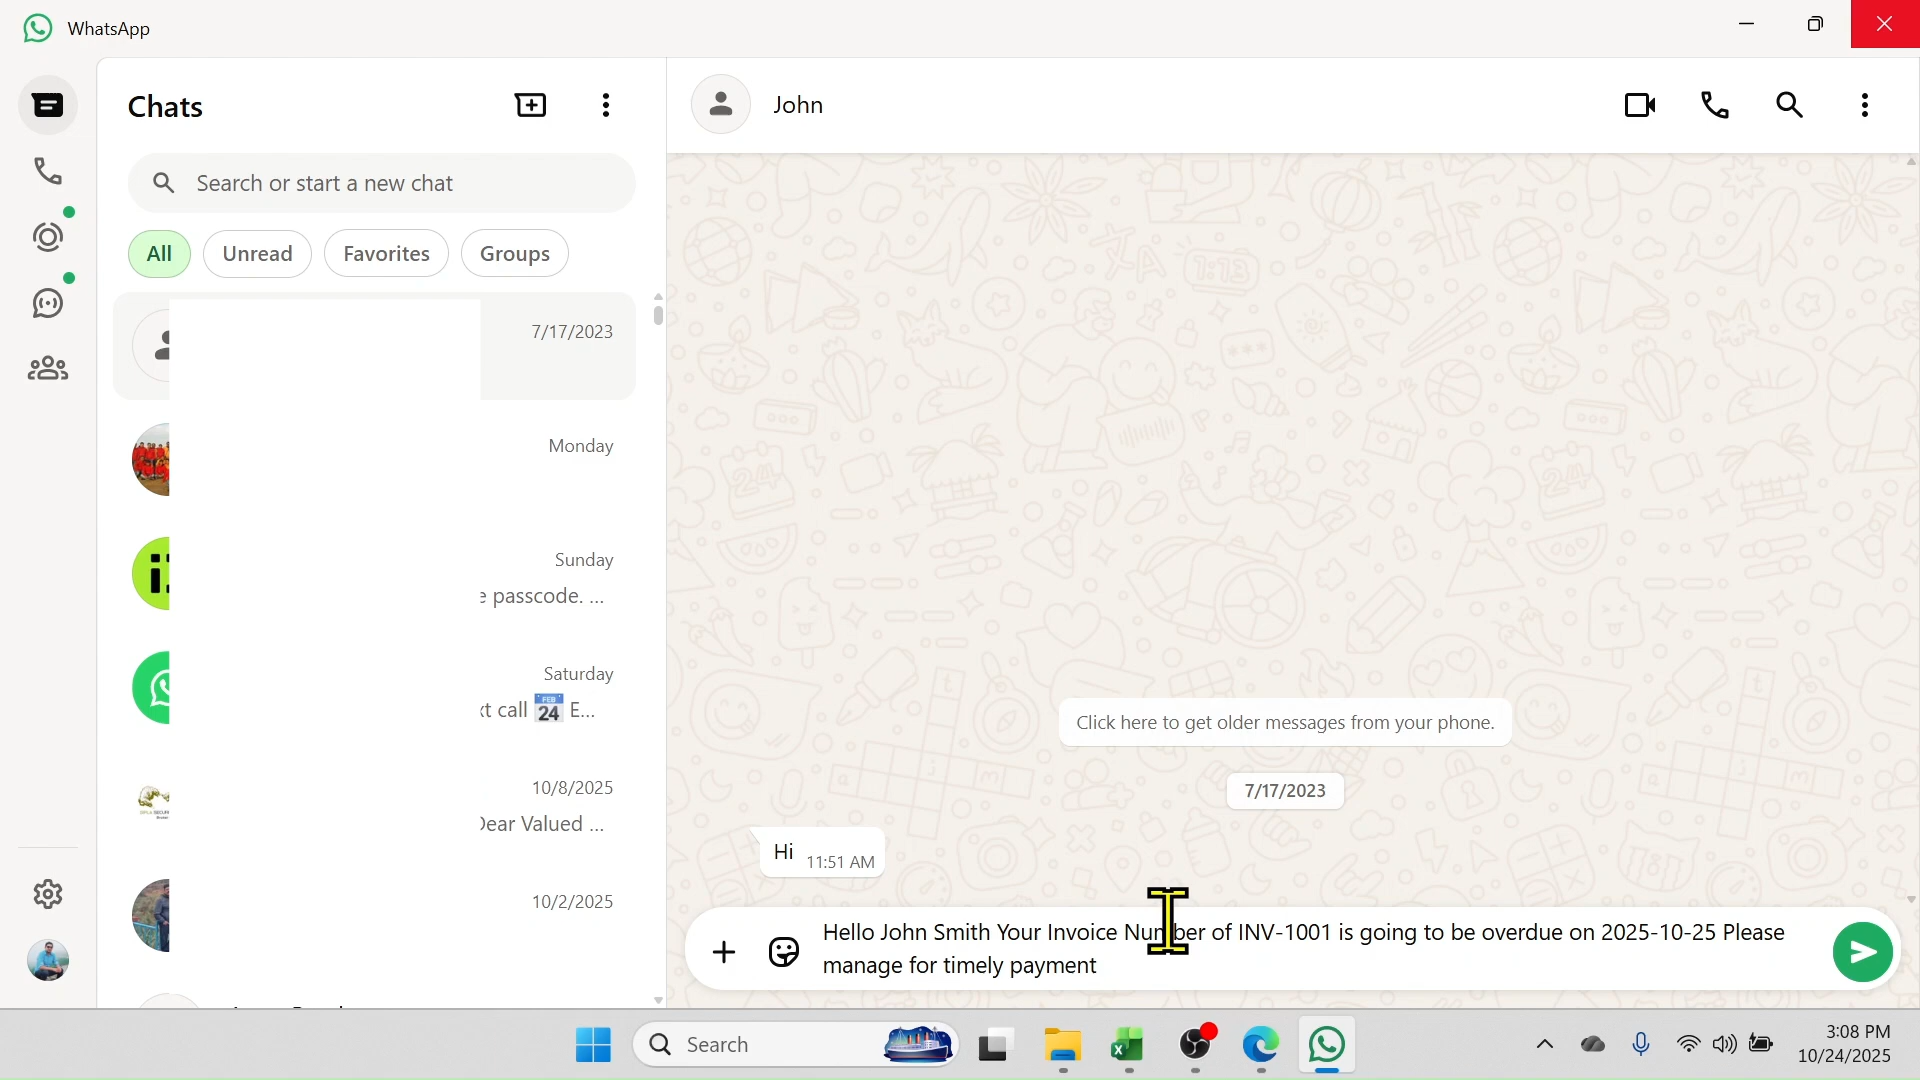 WhatsApp
Chats
Search or start a new chat
All
Unread
Favorites
Groups
7/17/2023
Monday
Sunday
passcode. ...
Saturday
call FEB 24 E...
10/8/2025
Dear Valued ...
10/2/2025
John
Click here to get older messages from your phone.
7/17/2023
Hi 11:51 AM
Hello John Smith Your Invoice Number of INV-1001 is going to be overdue on 2025-10-25 Please
manage for timely payment
Search
3:08 PM
10/24/2025